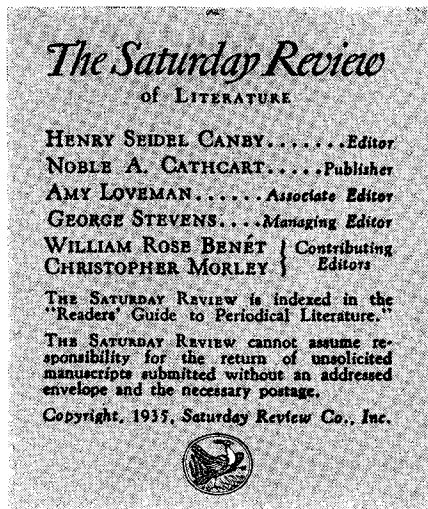 The Saturday Review
of LITERATURE
HENRY SEIDEL CANBY.......Editor
NOBLE A. CATHCART.....Publisher
AMY LOVEMAN......Associate Editor
GEORGE STEVENS....Managing Editor
WILLIAM ROSE BENÉT } Contributing
CHRISTOPHER MORLEY } Editors
THE SATURDAY REVIEW is indexed in the
"Readers' Guide to Periodical Literature."
THE SATURDAY REVIEW cannot assume re-
sponsibility for the return of unsolicited
manuscripts submitted without an addressed
envelope and the necessary postage.
Copyright, 1935, Saturday Review Co., Inc.